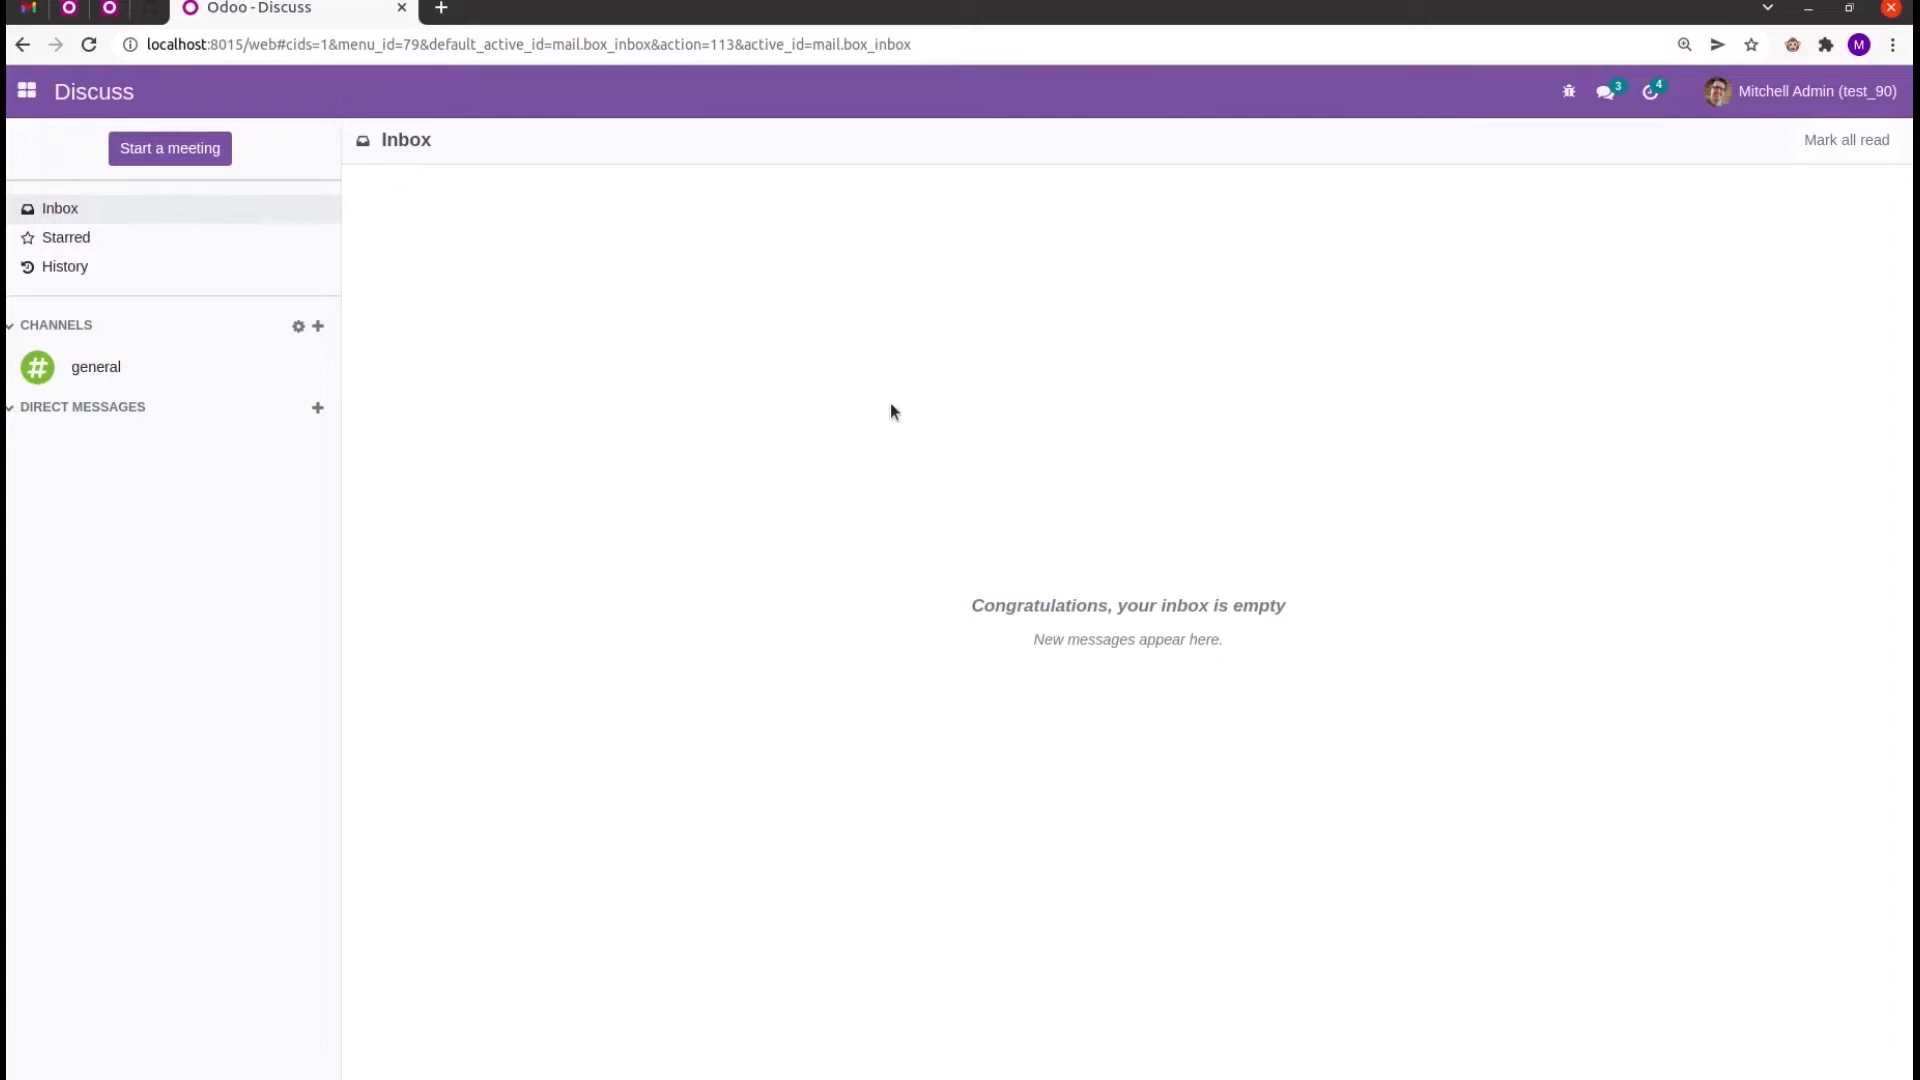 Odoo - Discuss
localhost:8015/web#cids=1&menu_id=79&default_active_id=mail.box_inbox&action=113&active_id=mail.box_inbox
M
Discuss
3
4
Mitchell Admin (test_90)
Start a meeting
Inbox
Mark all read
Inbox
Starred
History
CHANNELS
general
DIRECT MESSAGES
Congratulations, your inbox is empty
New messages appear here.